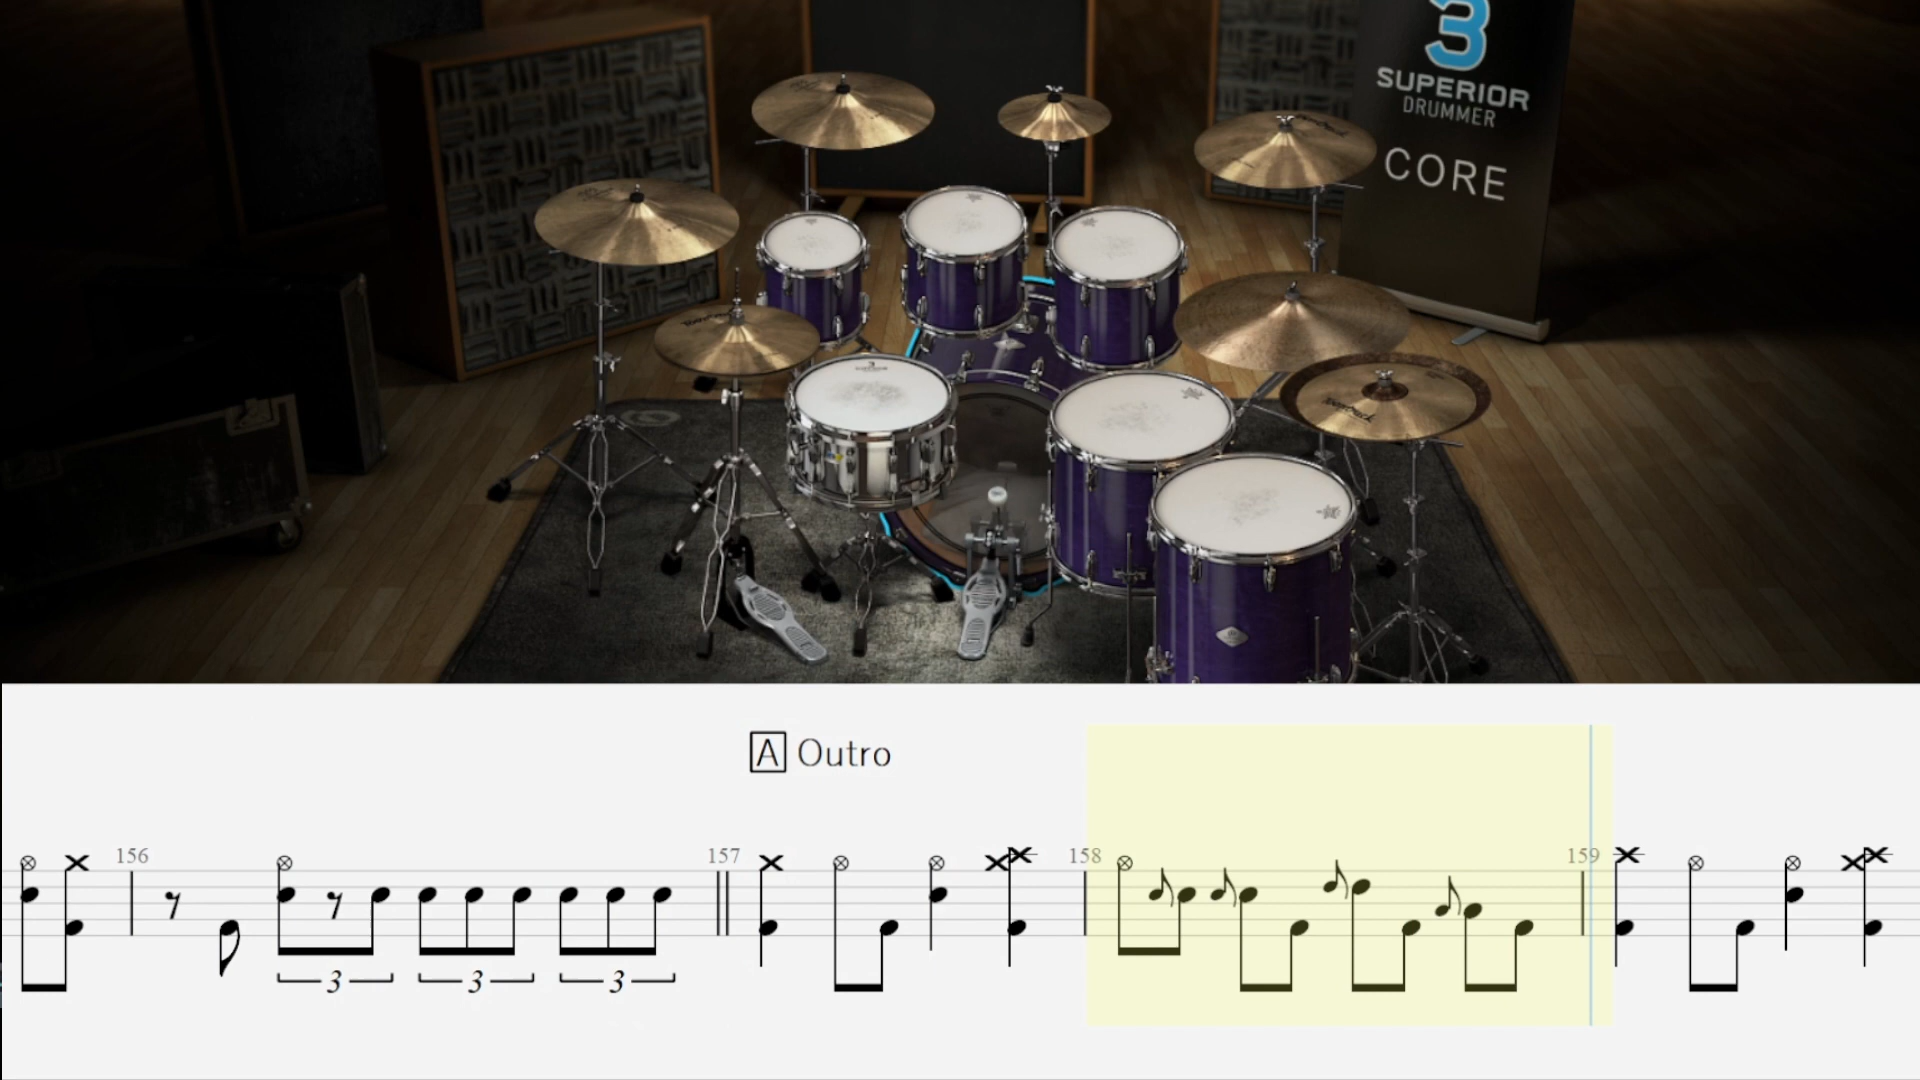 3
SUPERIOR
DRUMMER
CORE
A Outro
156
157
158
159
3
3
3